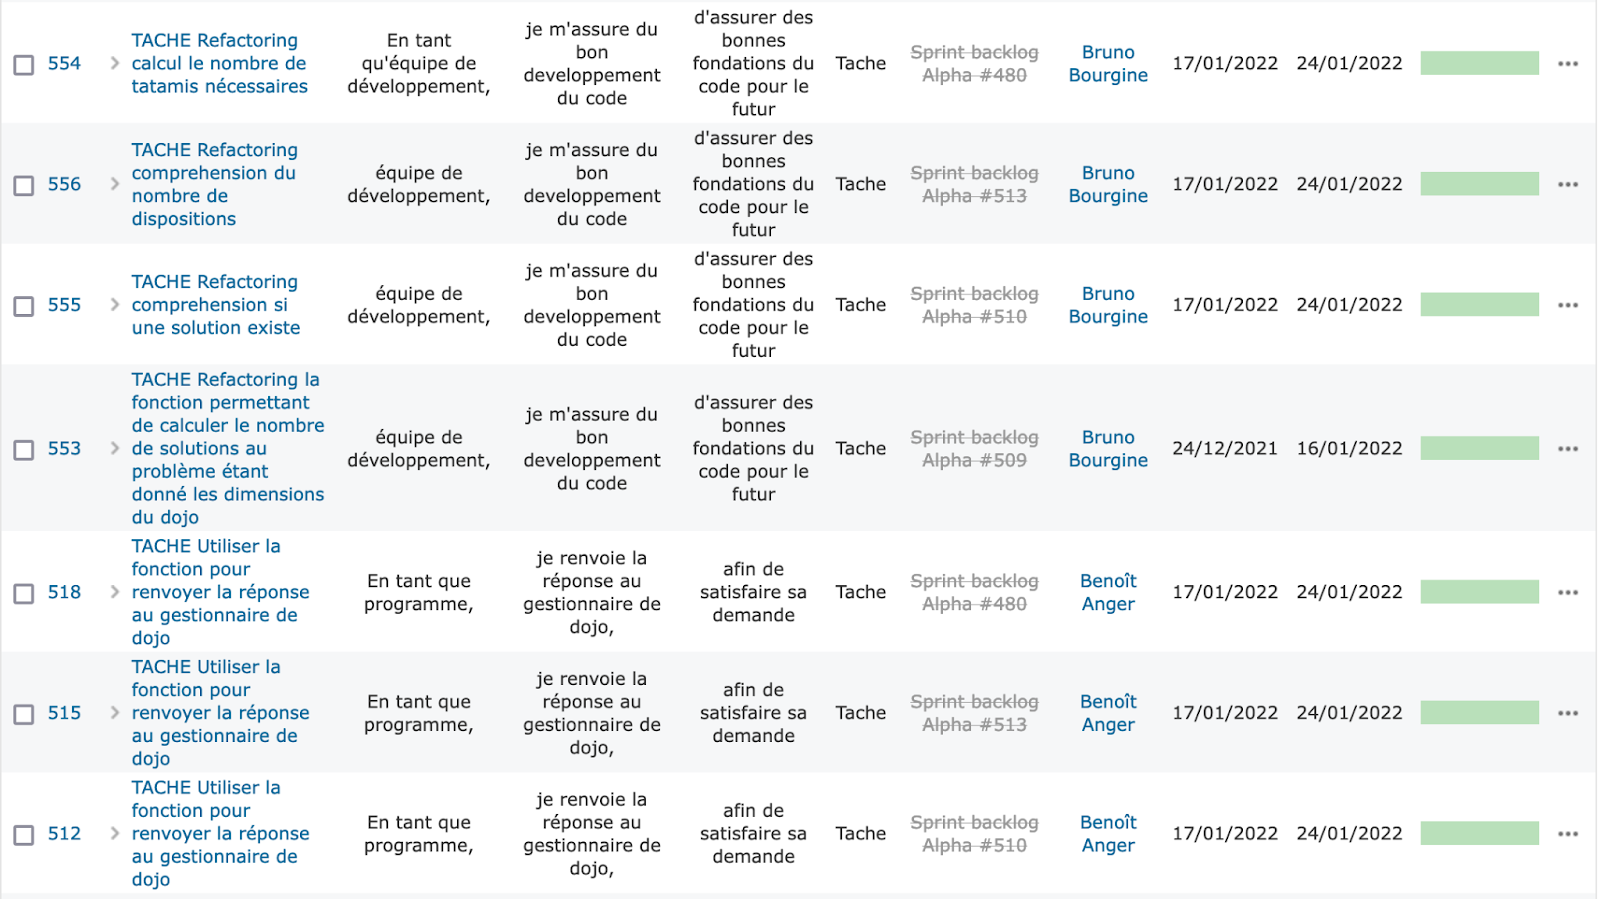 554
TACHE Refactoring
calcul le nombre de
tatamis nécessaires
En tant
qu'équipe de
développement,
je m'assure du
bon
developpement
du code
d'assurer des
bonnes
fondations du
code pour le
futur
Tache
Sprint backlog
Alpha #480
Bruno
Bourgine
17/01/2022
24/01/2022
556
TACHE Refactoring
comprehension du
nombre de
dispositions
équipe de
développement,
je m'assure du
bon
developpement
du code
d'assurer des
bonnes
fondations du
code pour le
futur
Tache
Sprint backlog
Alpha #513
Bruno
Bourgine
17/01/2022
24/01/2022
555
TACHE Refactoring
comprehension si
une solution existe
équipe de
développement,
je m'assure du
bon
developpement
du code
d'assurer des
bonnes
fondations du
code pour le
futur
Tache
Sprint backlog
Alpha #510
Bruno
Bourgine
17/01/2022
24/01/2022
553
TACHE Refactoring la
fonction permettant
de calculer le nombre
de solutions au
problème étant
donné les dimensions
du dojo
équipe de
développement,
je m'assure du
bon
developpement
du code
d'assurer des
bonnes
fondations du
code pour le
futur
Tache
Sprint backlog
Alpha #509
Bruno
Bourgine
24/12/2021
16/01/2022
518
TACHE Utiliser la
fonction pour
renvoyer la réponse
au gestionnaire de
dojo
En tant que
programme,
je renvoie la
réponse au
gestionnaire de
dojo,
afin de
satisfaire sa
demande
Tache
Sprint backlog
Alpha #480
Benoît
Anger
17/01/2022
24/01/2022
515
TACHE Utiliser la
fonction pour
renvoyer la réponse
au gestionnaire de
dojo
En tant que
programme,
je renvoie la
réponse au
gestionnaire de
dojo,
afin de
satisfaire sa
demande
Tache
Sprint backlog
Alpha #513
Benoît
Anger
17/01/2022
24/01/2022
512
TACHE Utiliser la
fonction pour
renvoyer la réponse
au gestionnaire de
dojo
En tant que
programme,
je renvoie la
réponse au
gestionnaire de
dojo,
afin de
satisfaire sa
demande
Tache
Sprint backlog
Alpha #510
Benoît
Anger
17/01/2022
24/01/2022